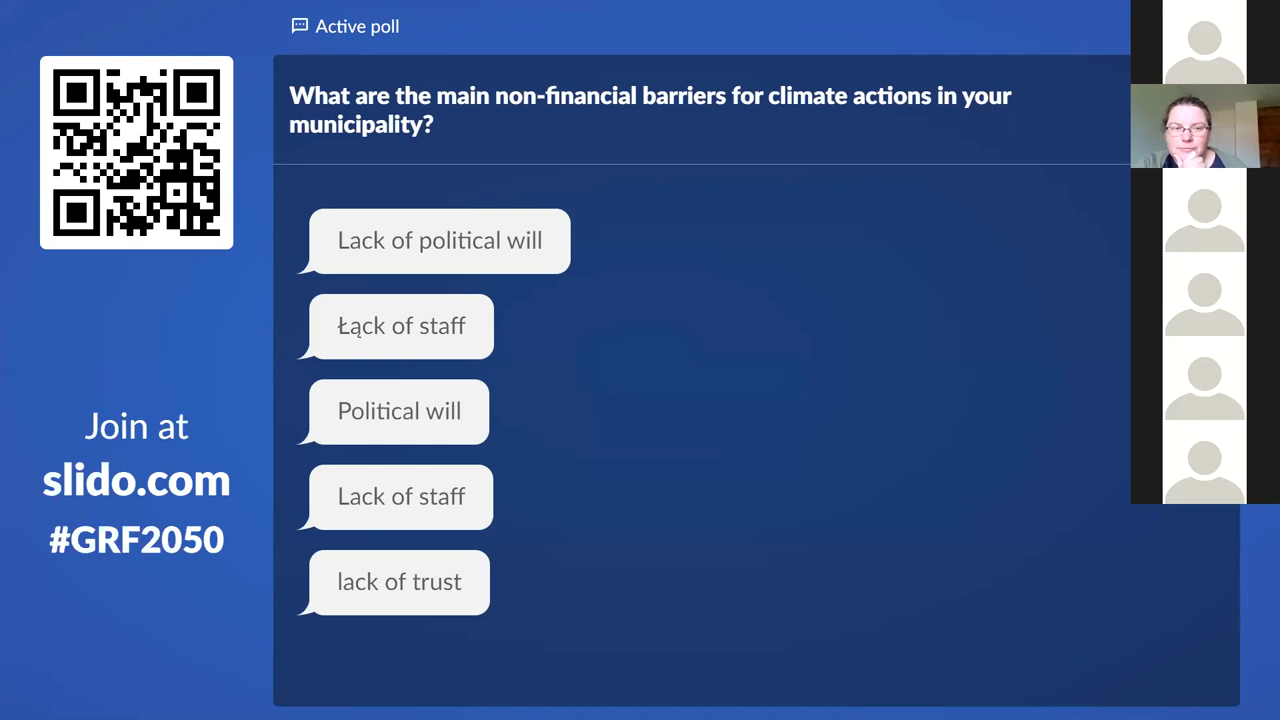 Active poll
What are the main non-financial barriers for climate actions in your
municipality?
Lack of political will
Łąck of staff
Political will
Lack of staff
lack of trust
Join at
slido.com
#GRF2050